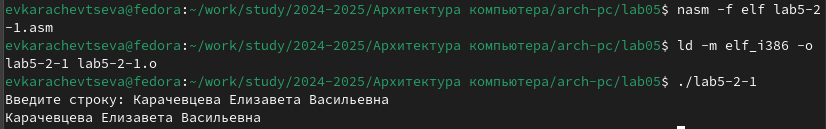 evkarachevtseva@fedora:~/work/study/2024-2025/Архитектура компьютера/arch-pc/lab05$ nasm -f elf lab5-2
-1.asm
evkarachevtseva@fedora:~/work/study/2024-2025/Архитектура компьютера/arch-pc/lab05$ ld -m elf_i386 -o
lab5-2-1 lab5-2-1.o
evkarachevtseva@fedora:~/work/study/2024-2025/Архитектура компьютера/arch-pc/lab05$ ./lab5-2-1
Введите строку: Карачевцева Елизавета Васильевна
Карачевцева Елизавета Васильевна